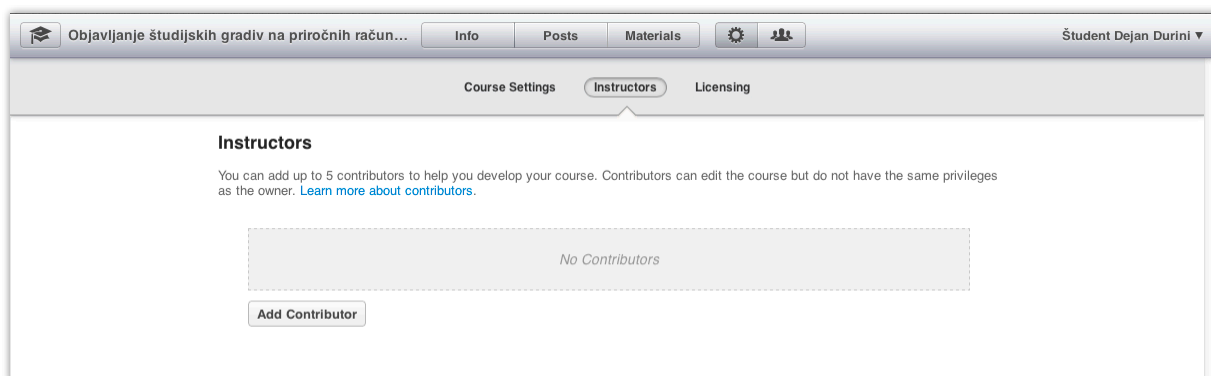 Objavljanje študijskih gradiv na priročnih račun... Info Posts Materials Študent Dejan Durini ▼
Course Settings Instructors Licensing
Instructors
You can add up to 5 contributors to help you develop your course. Contributors can edit the course but do not have the same privileges
as the owner. Learn more about contributors.
No Contributors
Add Contributor